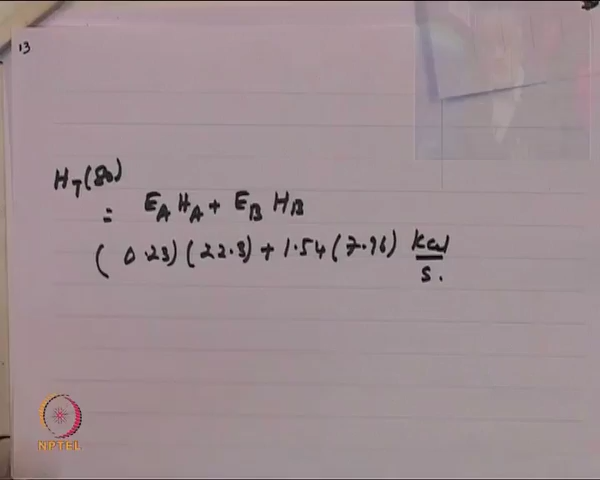 13
H_T(80)
= E_A H_A + E_B H_B
( 0.23) (22.3) + 1.54 (7.96) kcal/s.
NPTEL